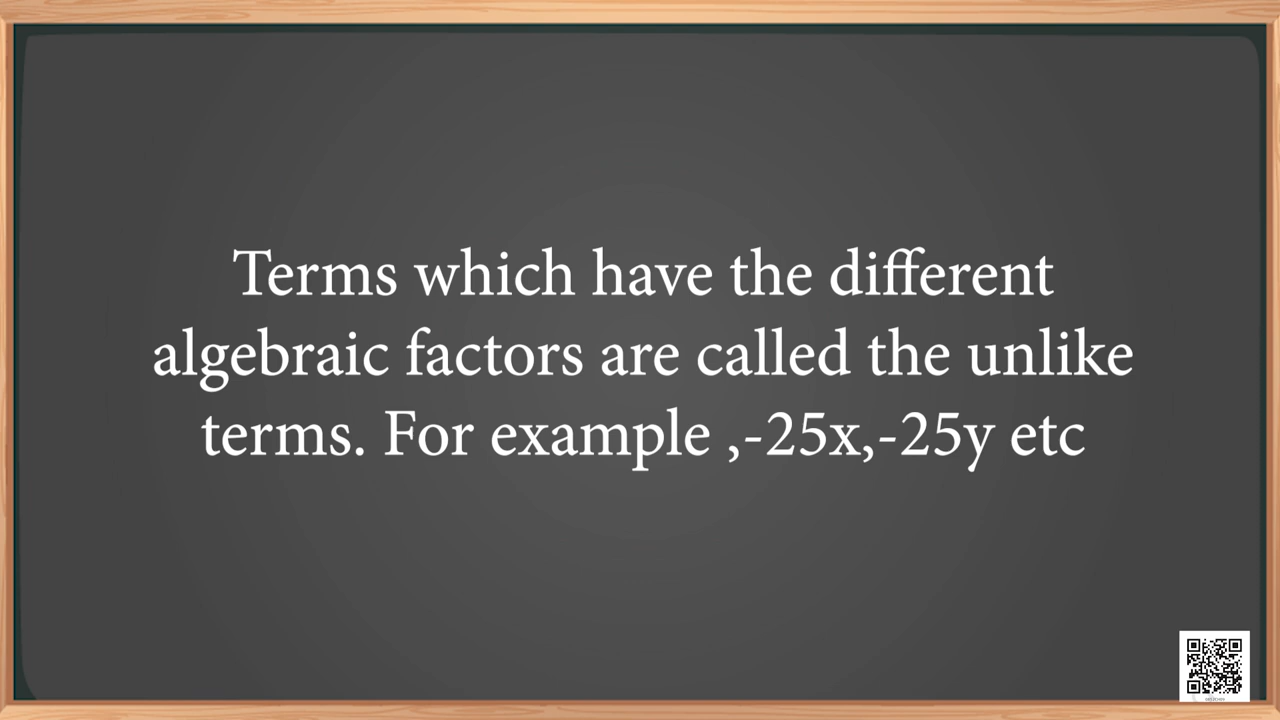 Terms which have the different
algebraic factors are called the unlike
terms. For example ,-25x,-25y etc